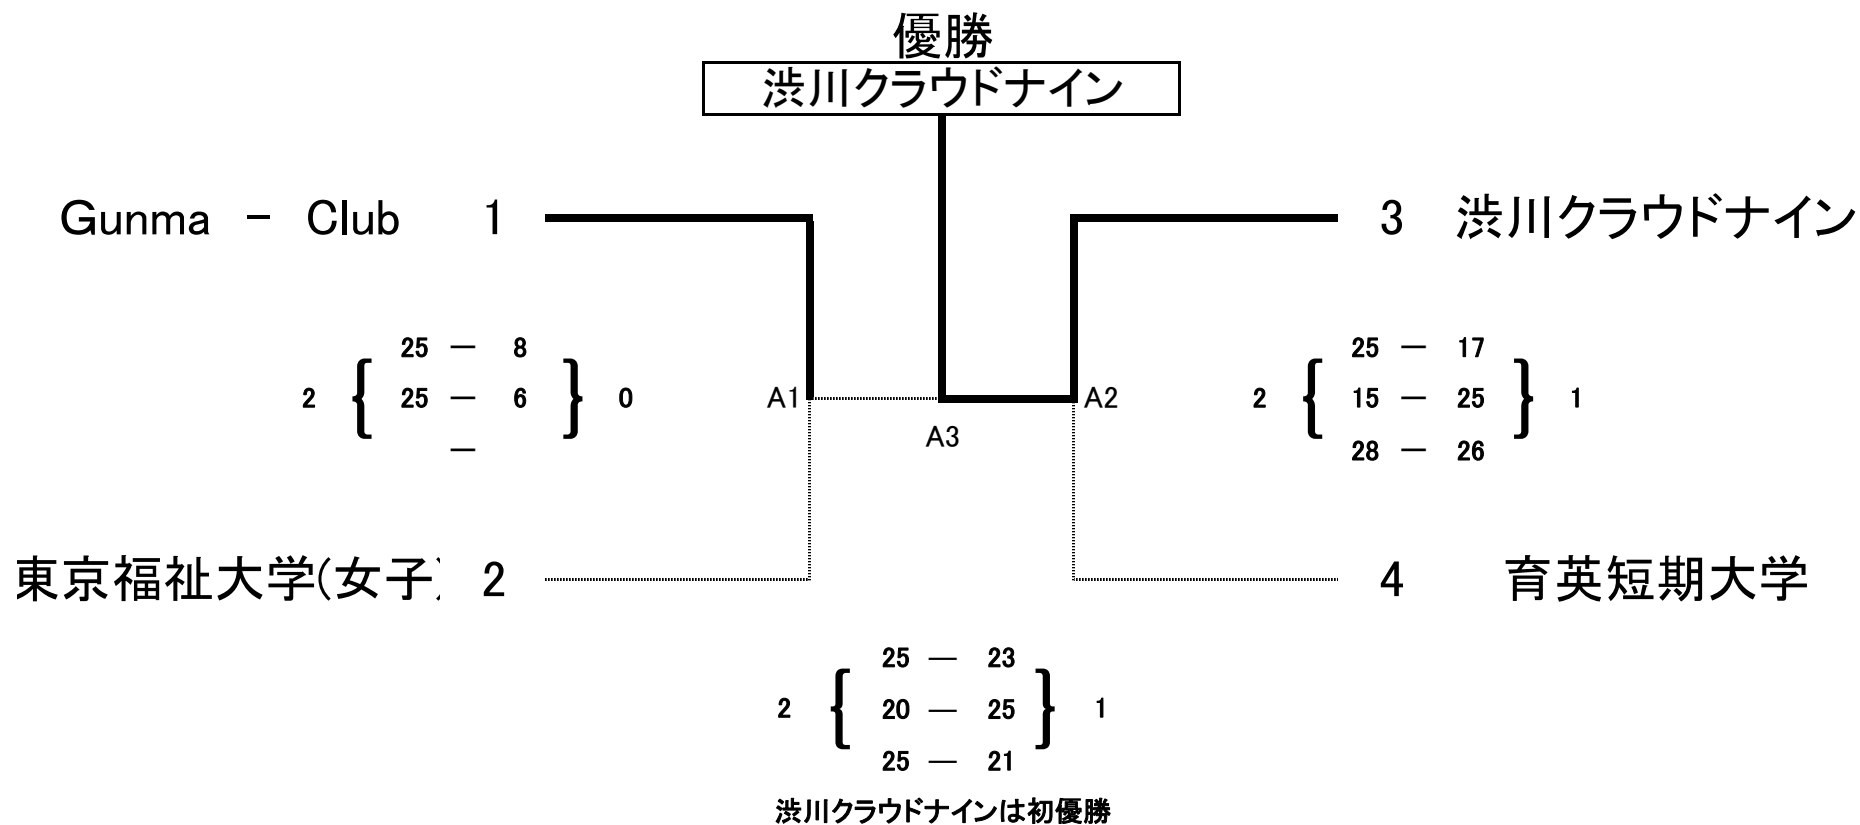 優勝
渋川クラウドナイン
Gunma － Club 1
3 渋川クラウドナイン
25 － 8
2 { 25 － 6 } 0
－
A1
A2
A3
25 － 17
2 { 15 － 25 } 1
28 － 26
東京福祉大学(女子) 2
4 育英短期大学
25 － 23
2 { 20 － 25 } 1
25 － 21
渋川クラウドナインは初優勝